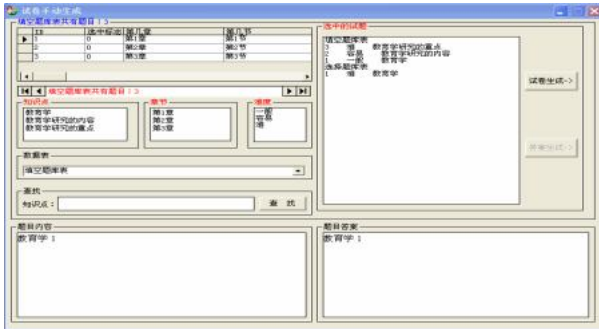 试卷手动生成
填空题库表共有题目：3
ID 选中标志 第几章 第几节
1 0 第1章 第1节
2 0 第2章 第2节
3 0 第3章 第3节
填空题库表共有题目：3
知识点
教育学
教育学研究的内容
教育学研究的重点
章节
第1章
第2章
第3章
难度
一般
容易
难
数据表
填空题库表
查找
知识点：
查 找
选中的试题
填空题库表
3 难 教育学研究的重点
2 容易 教育学研究的内容
1 一般 教育学
选择题库表
1 难 教育学
试卷生成->
答案生成->
题目内容
教育学 1
题目答案
教育学 1